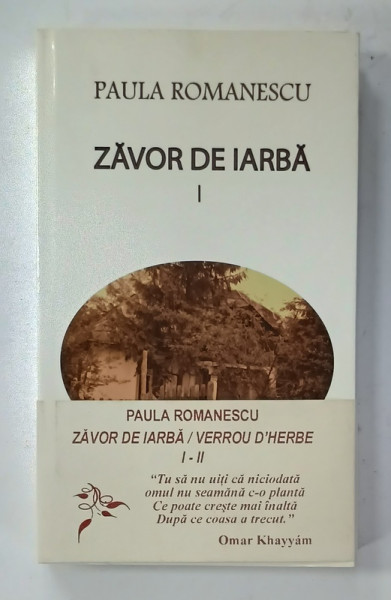 PAULA ROMANESCU
ZĂVOR DE IARBĂ
I
PAULA ROMANESCU
ZĂVOR DE IARBĂ / VERROU D'HERBE
I - II
"Tu să nu uiți că niciodată
omul nu seamănă c-o plantă
Ce poate crește mai înaltă
După ce coasa a trecut."
Omar Khayyám